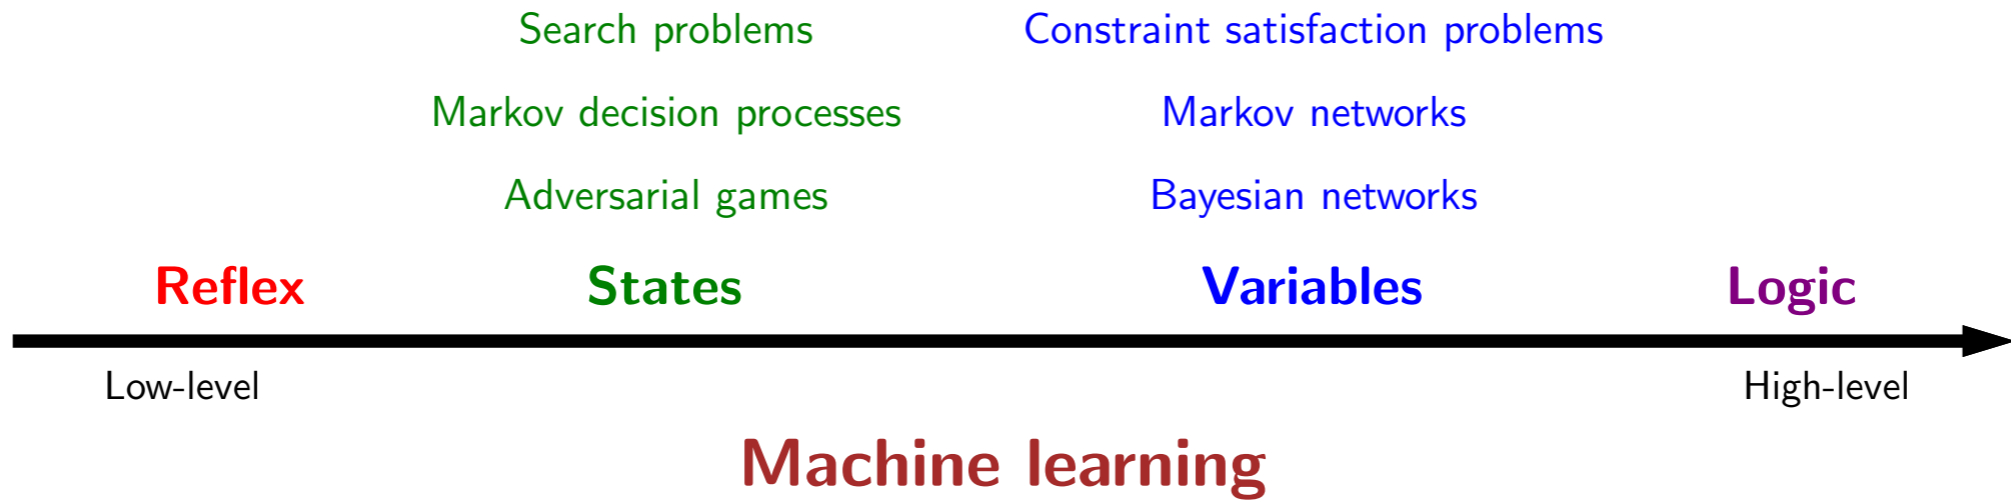 Search problems
Constraint satisfaction problems
Markov decision processes
Markov networks
Adversarial games
Bayesian networks
Reflex
States
Variables
Logic
Low-level
High-level
Machine learning